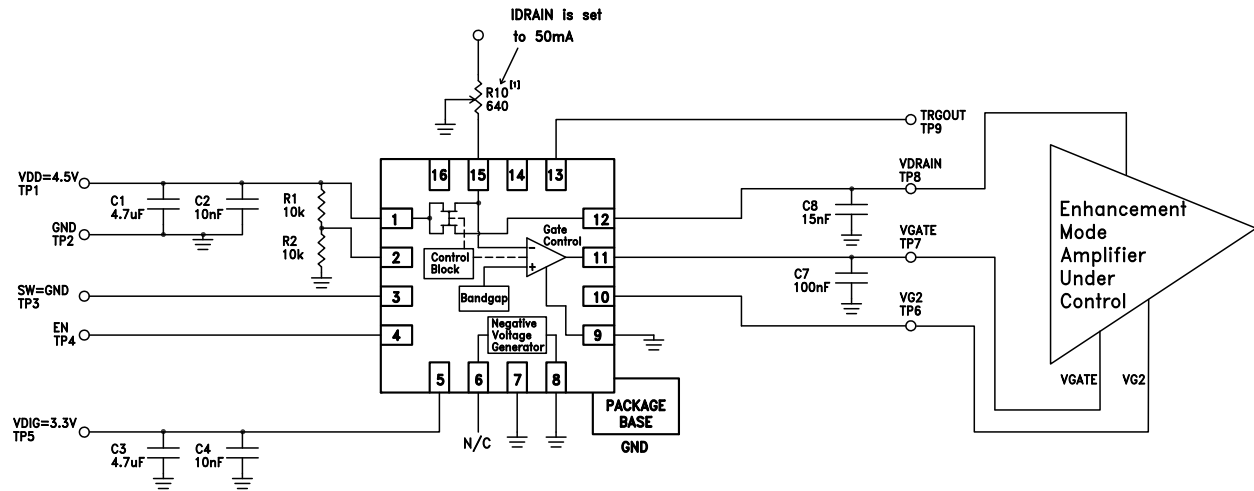 IDRAIN is set
to 50mA
R10[1]
640
TRGOUT
TP9
VDRAIN
TP8
VDD=4.5V
TP1
C1
4.7uF
C2
10nF
R1
10k
GND
TP2
R2
10k
SW=GND
TP3
EN
TP4
VDIG=3.3V
TP5
C3
4.7uF
C4
10nF
16
15
14
13
1
2
3
4
5
6
7
8
9
10
11
12
Control
Block
Gate
Control
Bandgap
Negative
Voltage
Generator
N/C
PACKAGE
BASE
GND
C8
15nF
VGATE
TP7
C7
100nF
VG2
TP6
Enhancement
Mode
Amplifier
Under
Control
VGATE
VG2